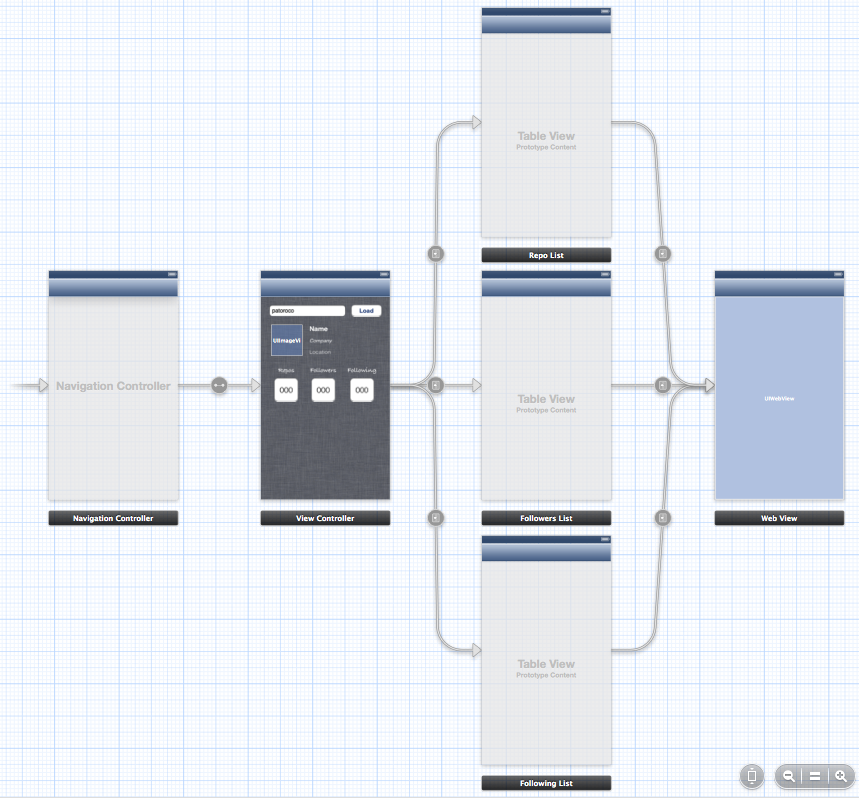 Table View
Prototype Content
Repo List
Navigation Controller
Navigation Controller
patoroco
Load
UIImageVi
Name
Company
Location
Repos
Followers
Following
000
000
000
View Controller
Table View
Prototype Content
Followers List
UIWebView
Web View
Table View
Prototype Content
Following List